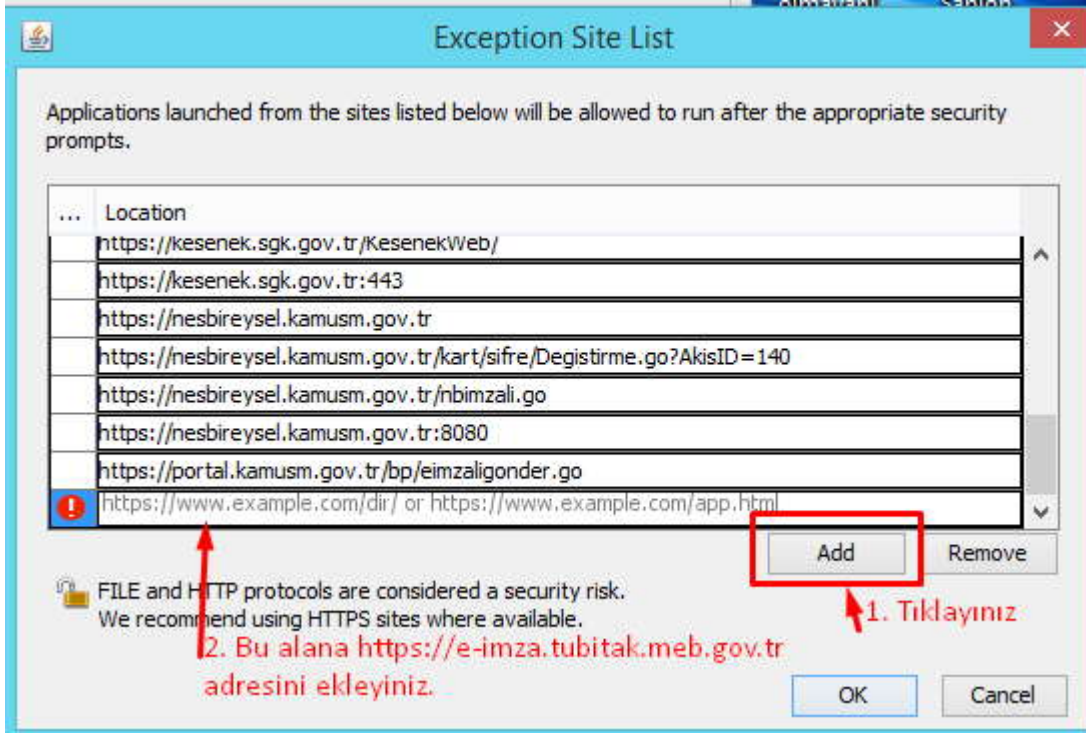 Şablon
Exception Site List
Applications launched from the sites listed below will be allowed to run after the appropriate security
prompts.
... Location
https://kesenek.sgk.gov.tr/KesenekWeb/
https://kesenek.sgk.gov.tr:443
https://nesbireysel.kamusm.gov.tr
https://nesbireysel.kamusm.gov.tr/kart/sifre/Degistirme.go?AkisID=140
https://nesbireysel.kamusm.gov.tr/nbimzali.go
https://nesbireysel.kamusm.gov.tr:8080
https://portal.kamusm.gov.tr/bp/eimzaligonder.go
https://www.example.com/dir/ or https://www.example.com/app.html
Add Remove
FILE and HTTP protocols are considered a security risk.
We recommend using HTTPS sites where available.
1. Tıklayınız
2. Bu alana https://e-imza.tubitak.meb.gov.tr
adresini ekleyiniz.
OK Cancel